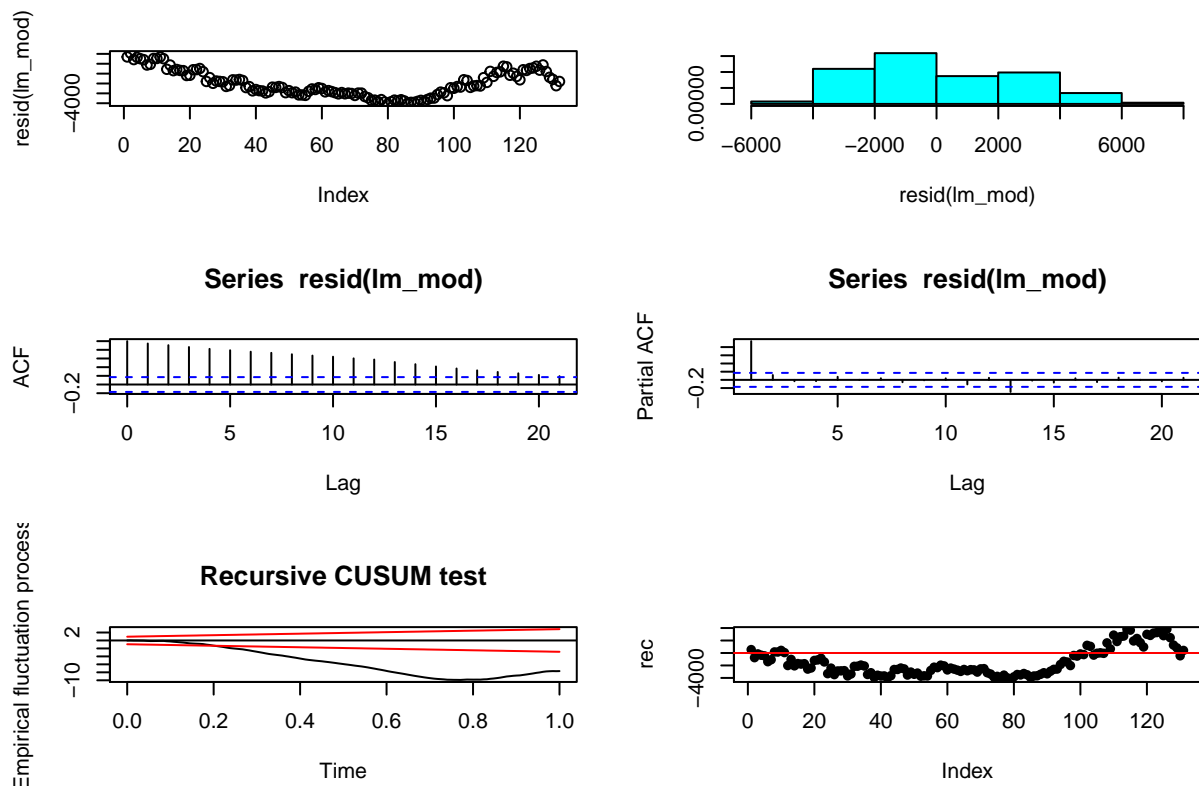 resid(lm_mod)
−4000
0 20 40 60 80 100 120
Index
0.00000
−6000 −2000 0 2000 6000
resid(lm_mod)
Series resid(lm_mod)
ACF
−0.2
0 5 10 15 20
Lag
Series resid(lm_mod)
Partial ACF
−0.2
5 10 15 20
Lag
Recursive CUSUM test
Empirical fluctuation process
−10 2
0.0 0.2 0.4 0.6 0.8 1.0
Time
rec
−4000
0 20 40 60 80 100 120
Index